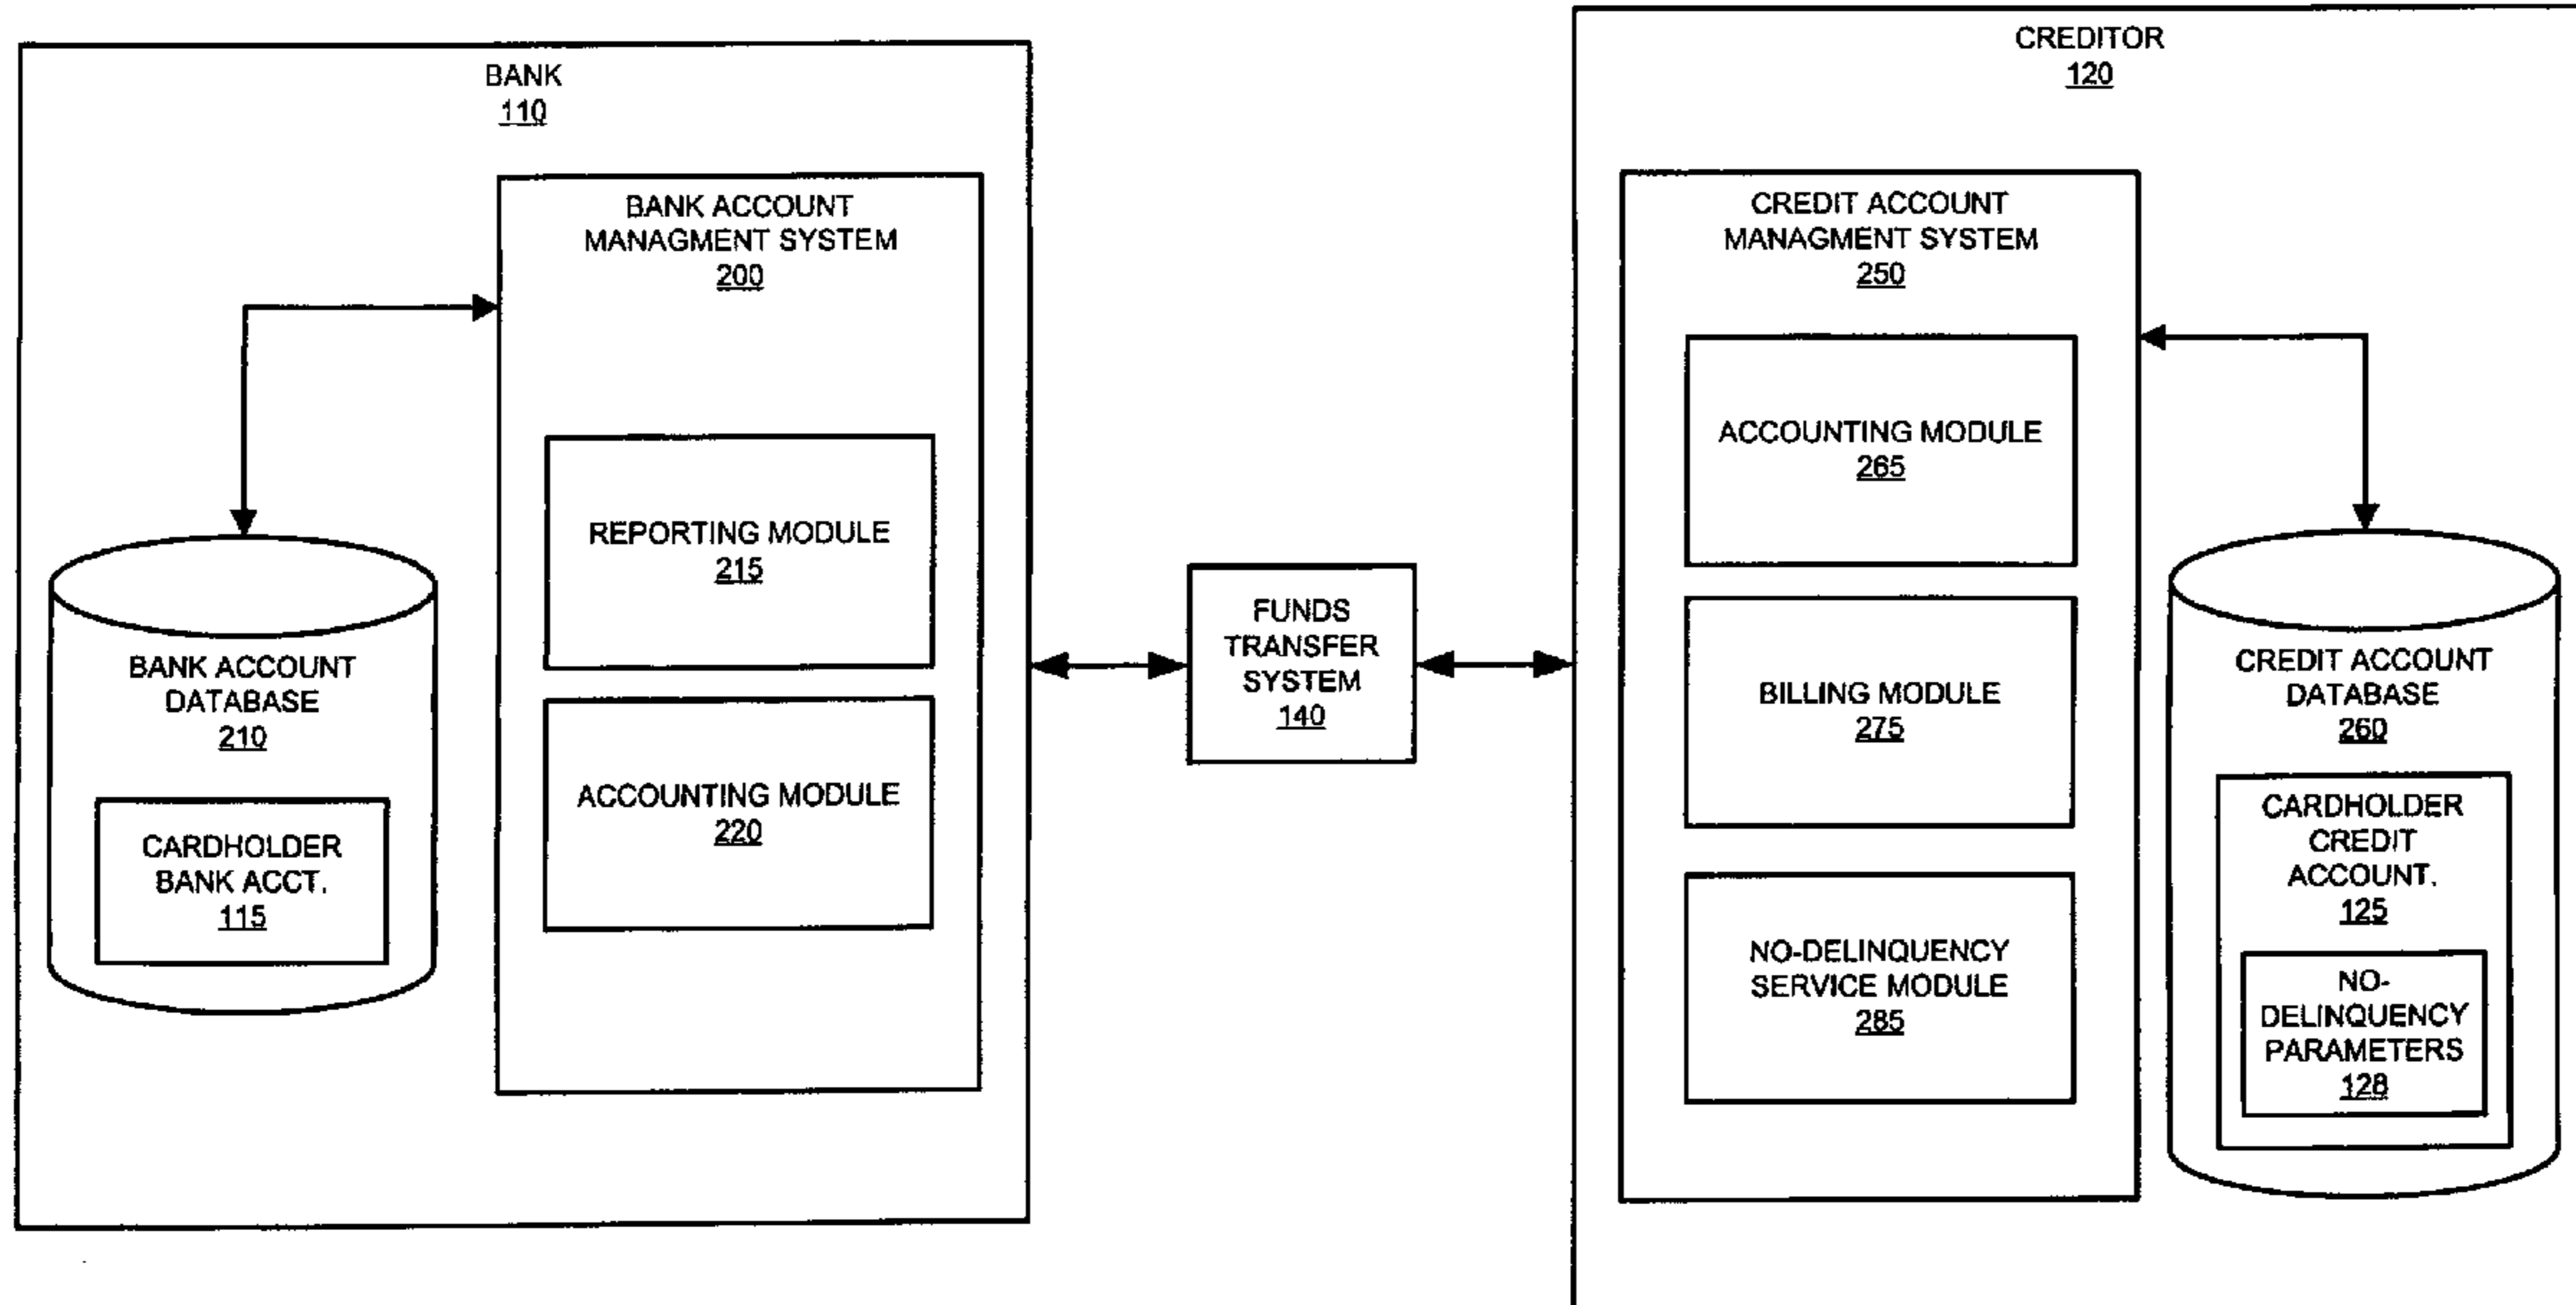 BANK
110
BANK ACCOUNT
MANAGMENT SYSTEM
200
REPORTING MODULE
215
ACCOUNTING MODULE
220
BANK ACCOUNT
DATABASE
210
CARDHOLDER
BANK ACCT.
115
FUNDS
TRANSFER
SYSTEM
140
CREDITOR
120
CREDIT ACCOUNT
MANAGMENT SYSTEM
250
ACCOUNTING MODULE
265
BILLING MODULE
275
NO-DELINQUENCY
SERVICE MODULE
285
CREDIT ACCOUNT
DATABASE
260
CARDHOLDER
CREDIT
ACCOUNT.
125
NO-
DELINQUENCY
PARAMETERS
128